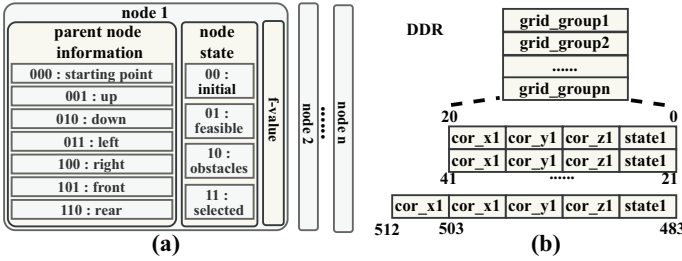 node 1
parent node
information
000 : starting point
001 : up
010 : down
011 : left
100 : right
101 : front
110 : rear
node
state
00 :
initial
01 :
feasible
10 :
obstacles
11 :
selected
f-value
node 2
......
node n
(a)
DDR
grid_group1
grid_group2
......
grid_groupn
20 0
cor_x1 cor_y1 cor_z1 state1
cor_x1 cor_y1 cor_z1 state1
41 ...... 21
cor_x1 cor_x1 cor_y1 cor_z1 state1
512 503 483
(b)